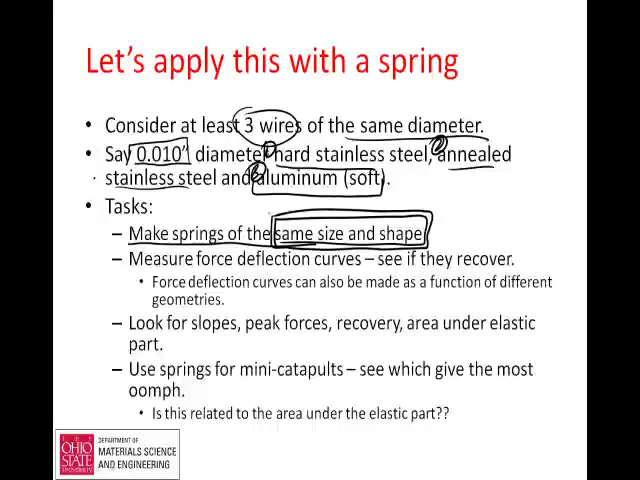 Let's apply this with a spring
• Consider at least 3 wires of the same diameter.
• Say 0.010" diameter hard stainless steel, annealed
stainless steel and aluminum (soft).
• Tasks:
– Make springs of the same size and shape
– Measure force deflection curves – see if they recover.
• Force deflection curves can also be made as a function of different
geometries.
– Look for slopes, peak forces, recovery, area under elastic
part.
– Use springs for mini-catapults – see which give the most
oomph.
• Is this related to the area under the elastic part??
THE
OHIO
STATE
UNIVERSITY
DEPARTMENT OF
MATERIALS SCIENCE
AND ENGINEERING